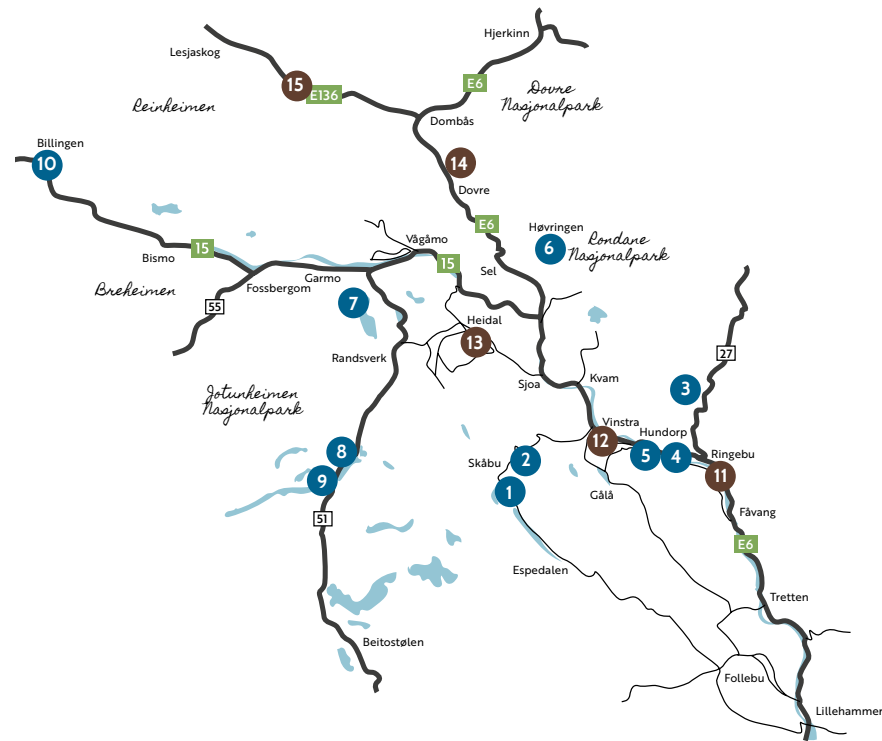 Hjerkinn
Lesjaskog
15
E136
E6
Dovre
Nasjonalpark
Reinheimen
Dombås
Billingen
10
14
Dovre
E6
Høvringen
6
Rondane
Nasjonalpark
Vågåmo
15
Bismo
15
Sel
Garmo
Fossbergom
Breheimen
55
7
Heidal
13
27
Randsverk
Sjoa
Kvam
3
Jotunheimen
Nasjonalpark
Vinstra
12
Hundorp
5
4
Ringebu
11
8
9
Skåbu
2
1
Gålå
51
Fåvang
E6
Espedalen
Tretten
Beitostølen
Follebu
Lillehammer